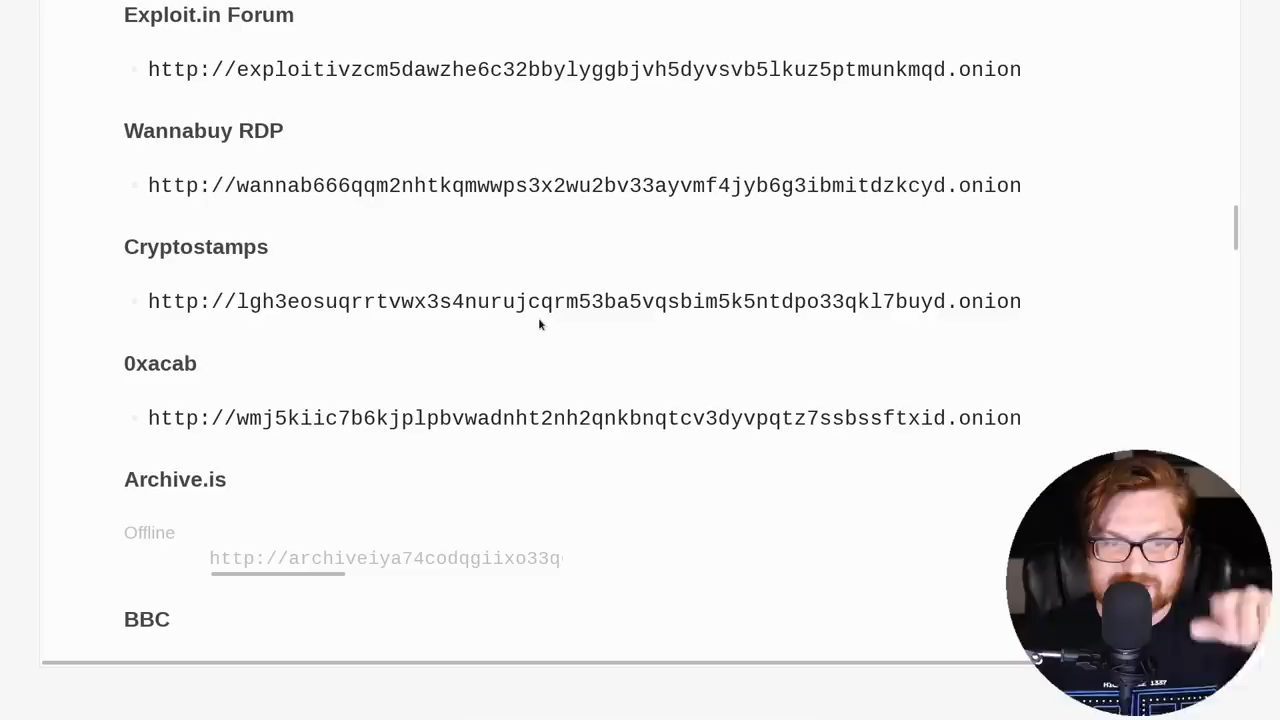 Exploit.in Forum
http://exploitivzcm5dawzhe6c32bbylyggbjvh5dyvsvb5lkuz5ptmunkmqd.onion
Wannabuy RDP
http://wannab666qqm2nhtkqmwwps3x2wu2bv33ayvmf4jyb6g3ibmitdzkcyd.onion
Cryptostamps
http://lgh3eosuqrrtvwx3s4nurujcqrm53ba5vqsbim5k5ntdpo33qkl7buyd.onion
0xacab
http://wmj5kiic7b6kjplpbvwadnht2nh2qnkbnqtcv3dyvpqtz7ssbssftxid.onion
Archive.is
Offline
http://archiveiya74codqgiixo33q
BBC
1337